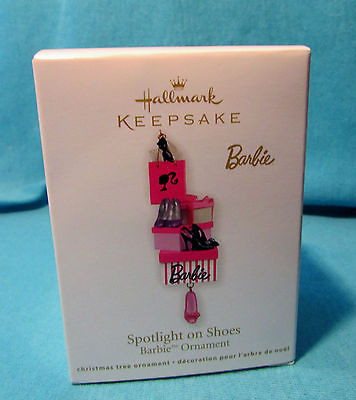 Hallmark
KEEPSAKE
Barbie
Barbie
Spotlight on Shoes
Barbie™ Ornament
christmas tree ornament • décoration pour l'arbre de noël